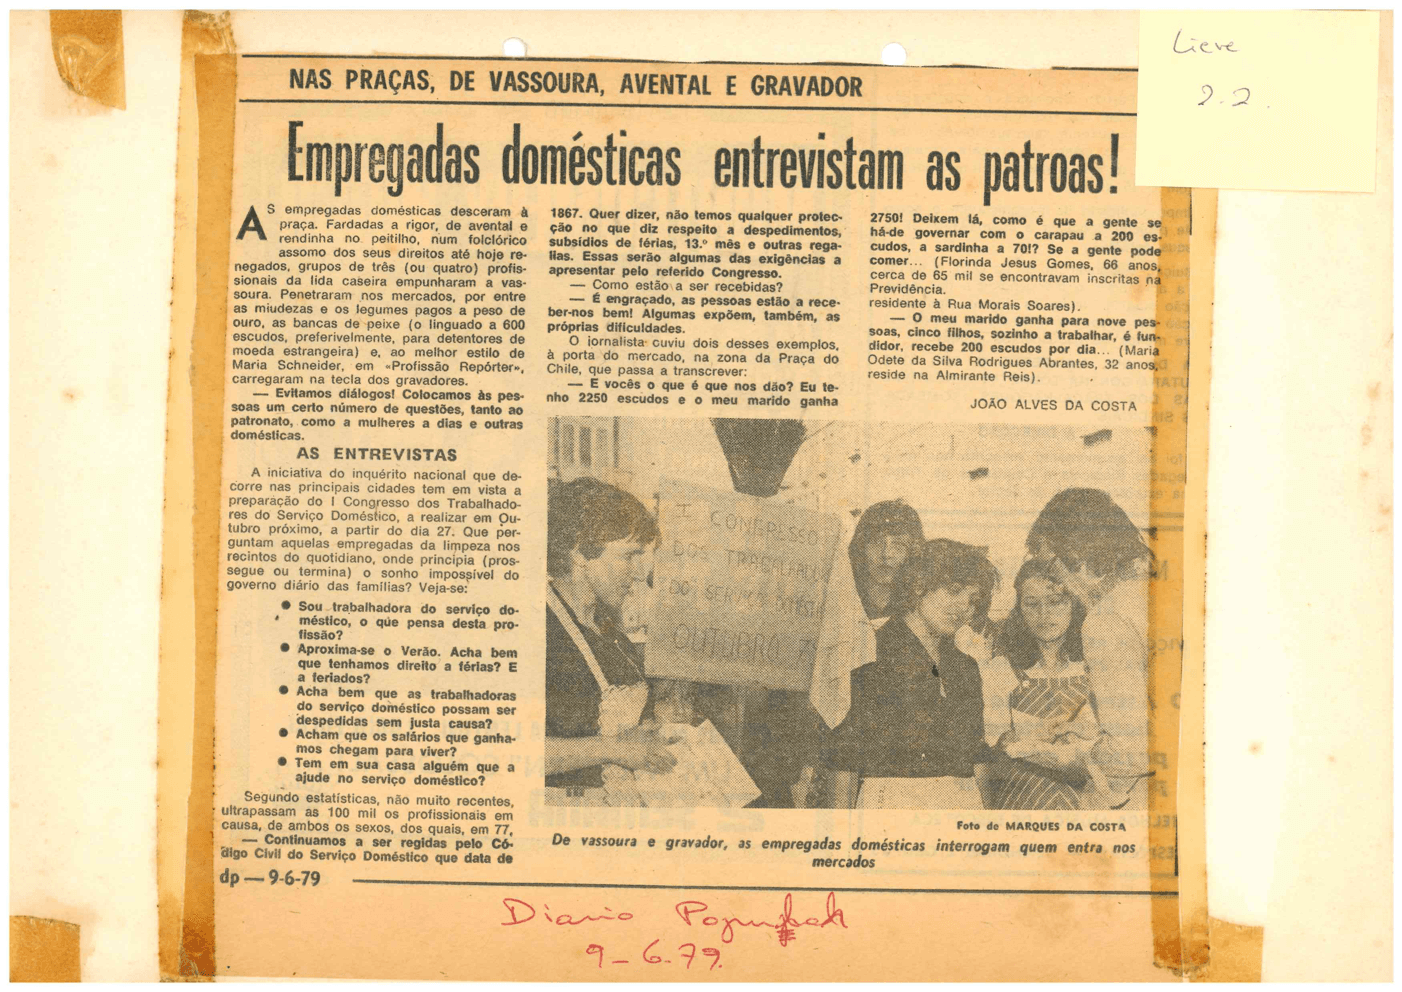 Lieve
2.2.
NAS PRAÇAS, DE VASSOURA, AVENTAL E GRAVADOR
Empregadas domésticas entrevistam as patroas!
AS empregadas domésticas desceram à
praça. Fardadas a rigor, de avental e
rendinha no peitilho, num folclórico
assomo dos seus direitos até hoje re-
negados, grupos de três (ou quatro) profis-
sionais da lida caseira empunharam a vas-
soura. Penetraram nos mercados, por entre
as miudezas e os legumes pagos a peso de
ouro, as bancas de peixe (o linguado a 600
escudos, preferivelmente, para detentores de
moeda estrangeira) e, ao melhor estilo de
Maria Schneider, em «Profissão Repórter»,
carregaram na tecla dos gravadores.
— Evitamos diálogos! Colocamos às pes-
soas um certo número de questões, tanto ao
patronato, como a mulheres a dias e outras
domésticas.
AS ENTREVISTAS
A iniciativa do inquérito nacional que de-
corre nas principais cidades tem em vista a
preparação do I Congresso dos Trabalhado-
res do Serviço Doméstico, a realizar em Ou-
tubro próximo, a partir do dia 27. Que per-
guntam aquelas empregadas da limpeza nos
recintos do quotidiano, onde principia (pros-
segue ou termina) o sonho impossível do
governo diário das famílias? Veja-se:
● Sou trabalhadora do serviço do-
méstico, o que pensa desta pro-
fissão?
● Aproxima-se o Verão. Acha bem
que tenhamos direito a férias? E
a feriados?
● Acha bem que as trabalhadoras
do serviço doméstico possam ser
despedidas sem justa causa?
● Acham que os salários que ganha-
mos chegam para viver?
● Tem em sua casa alguém que a
ajude no serviço doméstico?
Segundo estatísticas, não muito recentes,
ultrapassam as 100 mil os profissionais em
causa, de ambos os sexos, dos quais, em 77,
— Continuamos a ser regidas pelo Có-
digo Civil do Serviço Doméstico que data de
1867. Quer dizer, não temos qualquer protec-
ção no que diz respeito a despedimentos,
subsídios de férias, 13.º mês e outras rega-
lias. Essas serão algumas das exigências a
apresentar pelo referido Congresso.
— Como estão a ser recebidas?
— É engraçado, as pessoas estão a rece-
ber-nos bem! Algumas expõem, também, as
próprias dificuldades.
O jornalista cuviu dois desses exemplos,
à porta do mercado, na zona da Praça do
Chile, que passa a transcrever:
— E vocês o que é que nos dão? Eu te-
nho 2250 escudos e o meu marido ganha
2750! Deixem lá, como é que a gente se
há-de governar com o carapau a 200 es-
cudos, a sardinha a 70!? Se a gente pode
comer... (Florinda Jesus Gomes, 66 anos,
cerca de 65 mil se encontravam inscritas na
Previdência.
residente à Rua Morais Soares).
— O meu marido ganha para nove pes-
soas, cinco filhos, sozinho a trabalhar, é fun-
didor, recebe 200 escudos por dia... (Maria
Odete da Silva Rodrigues Abrantes, 32 anos,
reside na Almirante Reis).
JOÃO ALVES DA COSTA
I CONGRESSO
DO TRABALHADOR
DO SERVIÇO DOMÉSTICO
OUTUBRO 79
Foto de MARQUES DA COSTA
De vassoura e gravador, as empregadas domésticas interrogam quem entra nos
mercados
dp — 9-6-79
Diario
9-6-79.